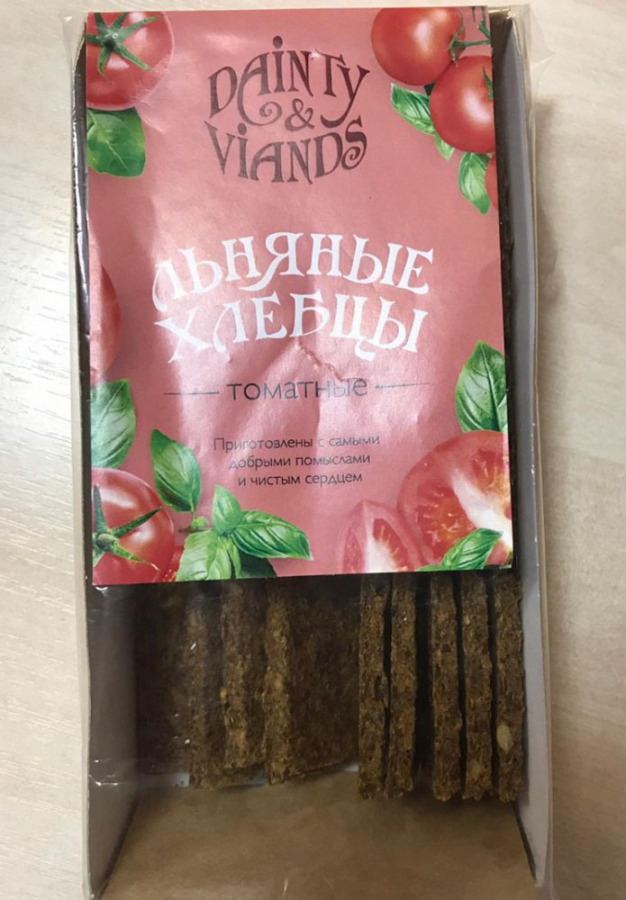 DAINTY
&
VIANDS
ЛЬНЯНЫЕ
ХЛЕБЦЫ
томатные
Приготовлены с самыми
добрыми помыслами
и чистым сердцем